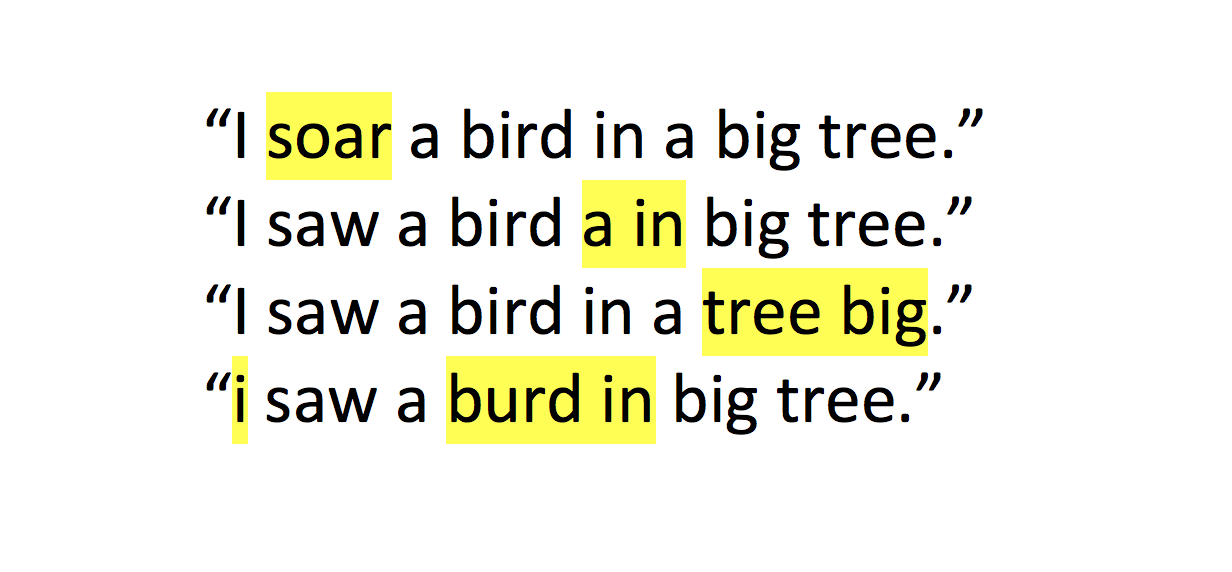 “I soar a bird in a big tree.”
“I saw a bird a in big tree.”
“I saw a bird in a tree big.”
“i saw a burd in big tree.”